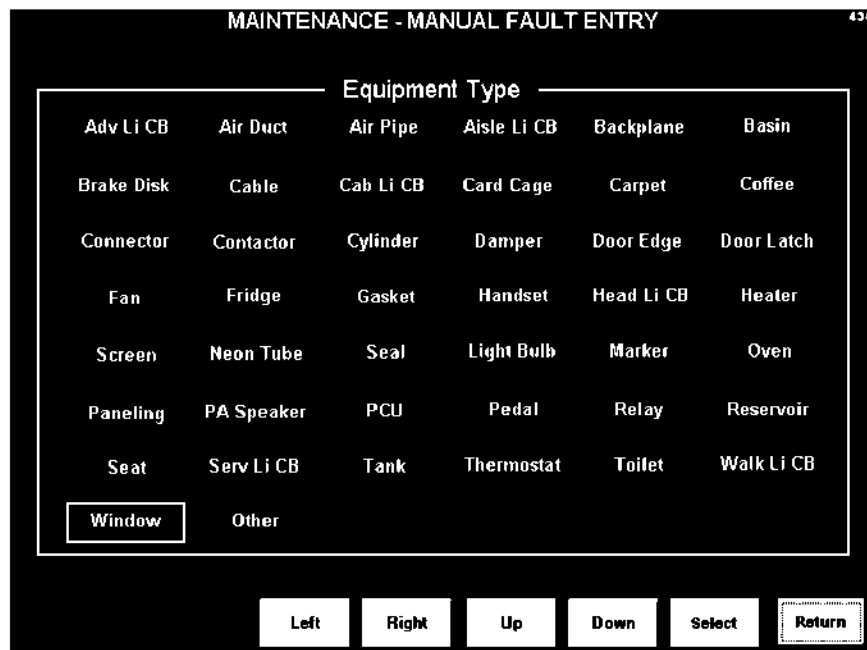 MAINTENANCE - MANUAL FAULT ENTRY
Equipment Type
Adv Li CB Air Duct Air Pipe Aisle Li CB Backplane Basin
Brake Disk Cable Cab Li CB Card Cage Carpet Coffee
Connector Contactor Cylinder Damper Door Edge Door Latch
Fan Fridge Gasket Handset Head Li CB Heater
Screen Neon Tube Seal Light Bulb Marker Oven
Paneling PA Speaker PCU Pedal Relay Reservoir
Seat Serv Li CB Tank Thermostat Toilet Walk Li CB
Window Other
Left Right Up Down Select Return